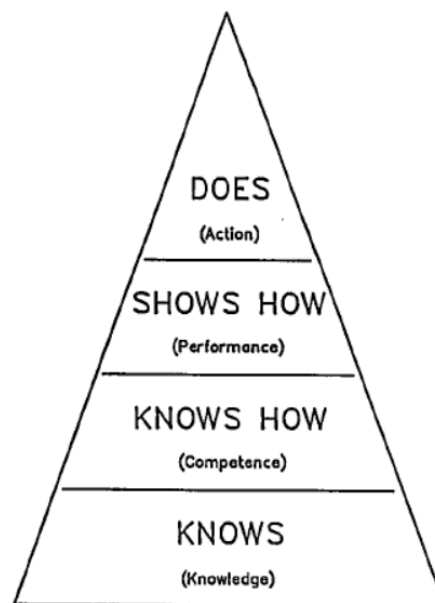 DOES
(Action)
SHOWS HOW
(Performance)
KNOWS HOW
(Competence)
KNOWS
(Knowledge)